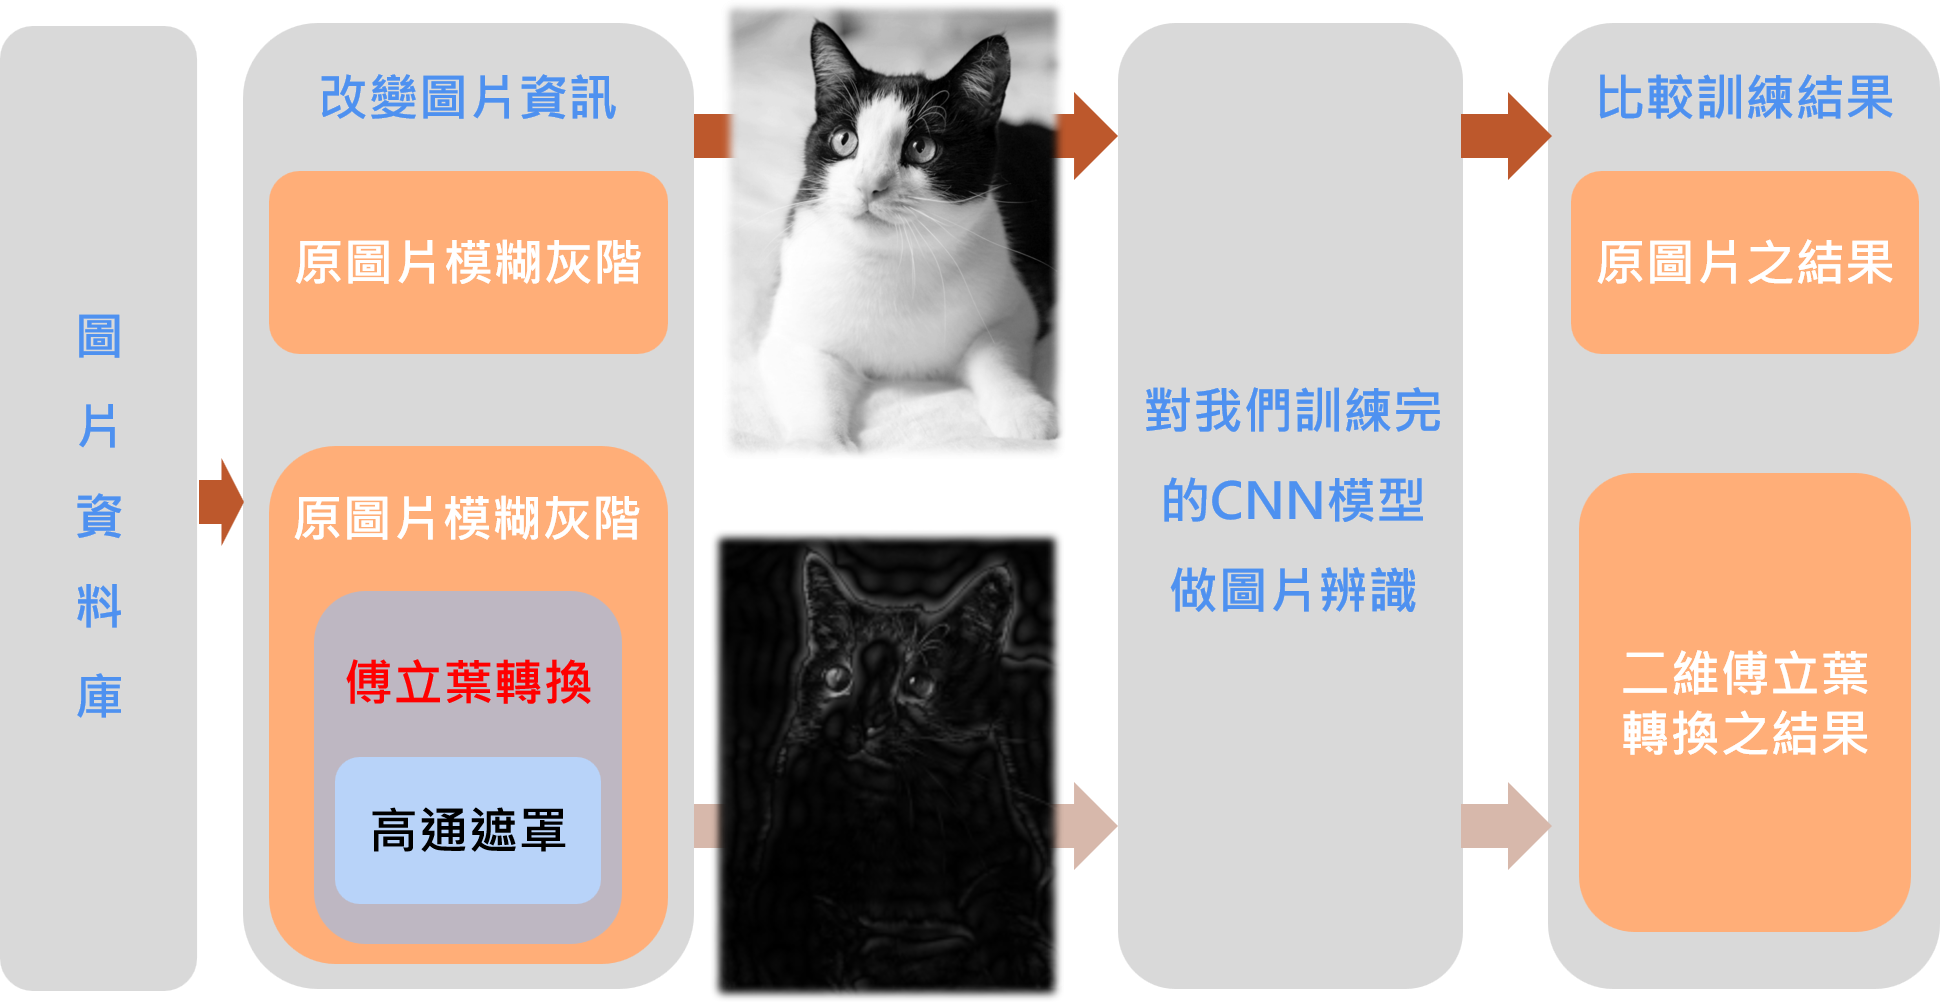 圖片資料庫
改變圖片資訊
原圖片模糊灰階
原圖片模糊灰階
傅立葉轉換
高通遮罩
對我們訓練完
的CNN模型
做圖片辨識
比較訓練結果
原圖片之結果
二維傅立葉
轉換之結果